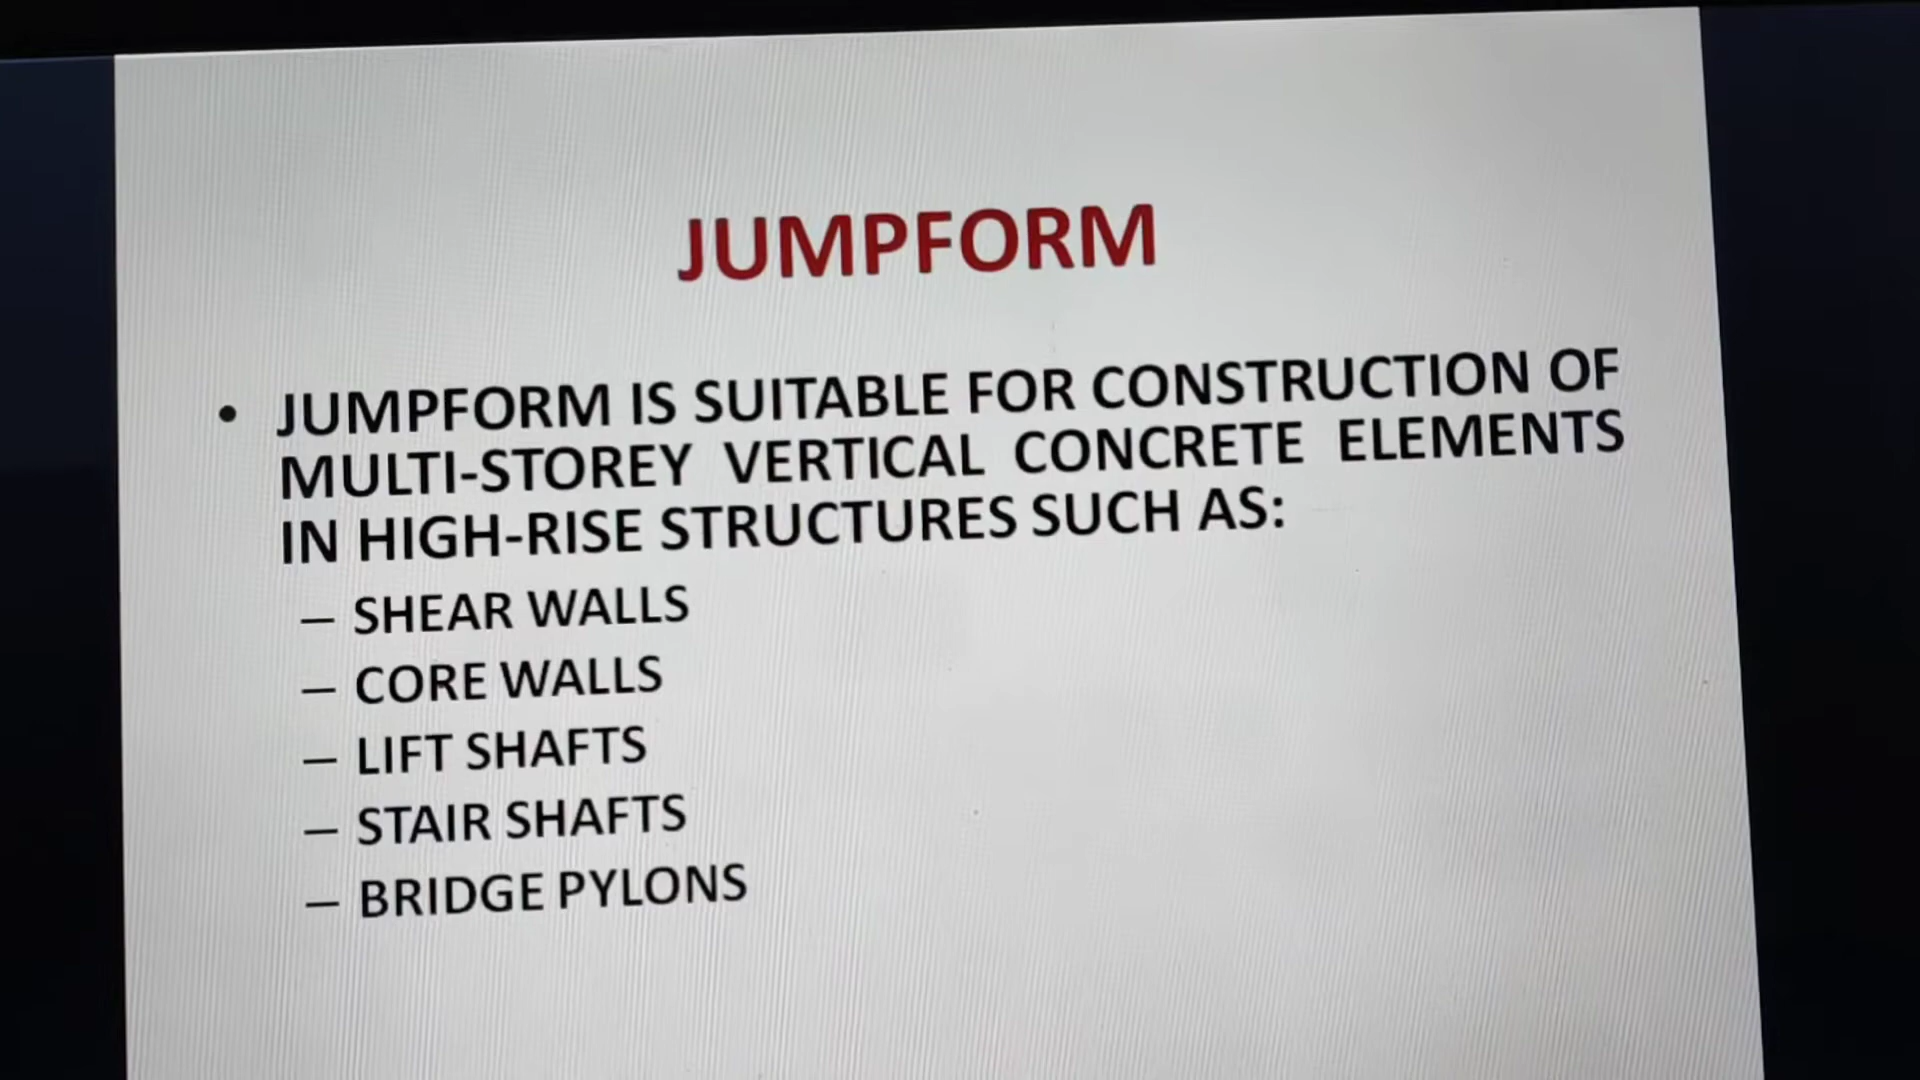 JUMPFORM
• JUMPFORM IS SUITABLE FOR CONSTRUCTION OF
MULTI-STOREY VERTICAL CONCRETE ELEMENTS
IN HIGH-RISE STRUCTURES SUCH AS:
– SHEAR WALLS
– CORE WALLS
– LIFT SHAFTS
– STAIR SHAFTS
– BRIDGE PYLONS